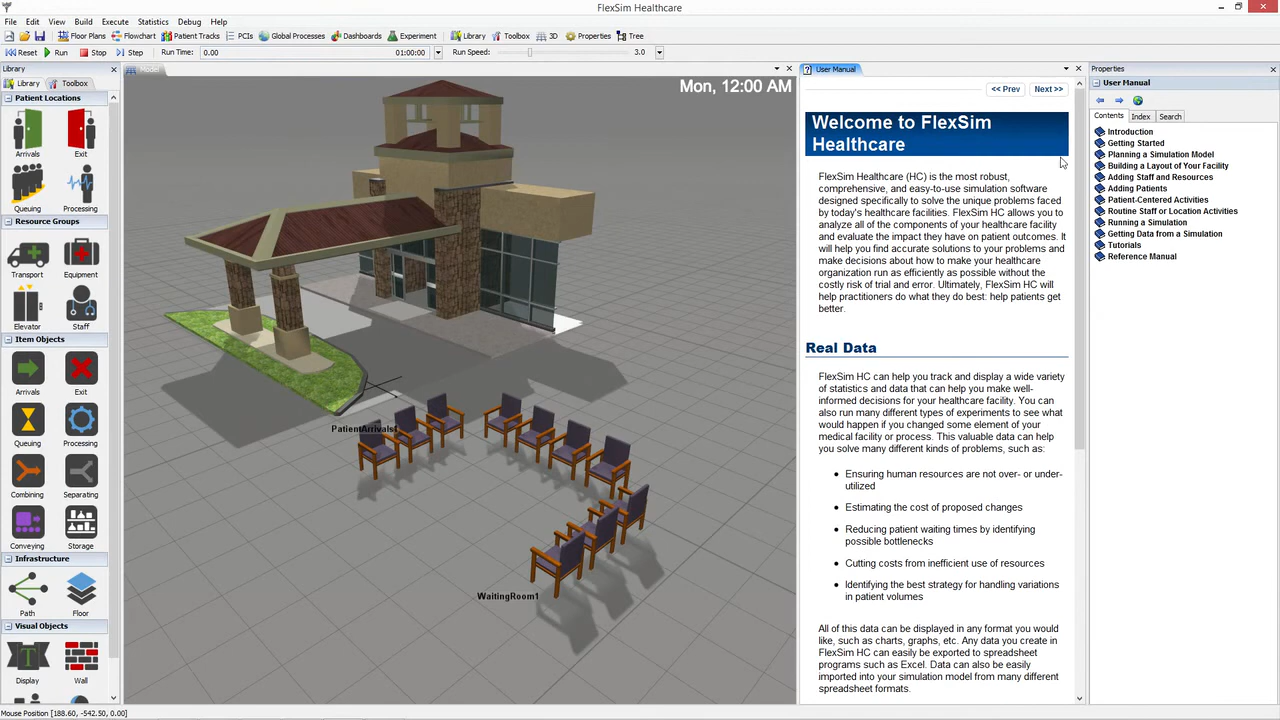 FlexSim Healthcare
File Edit View Build Execute Statistics Debug Help
Floor Plans Flowchart Patient Tracks PCIs Global Processes Dashboards Experiment Library Toolbox 3D Properties Tree
Reset Run Stop Step Run Time: 0.00 01:00:00 Run Speed: 3.0
Library
Library Toolbox
Patient Locations
Arrivals Exit
Queuing Processing
Resource Groups
Transport Equipment
Elevator Staff
Item Objects
Arrivals Exit
Queuing Processing
Combining Separating
Conveying Storage
Infrastructure
Path Floor
Visual Objects
Display Wall
Mouse Position [188.60, -542.50, 0.00]
Model
Mon, 12:00 AM
PatientArrivals1
WaitingRoom1
User Manual
<< Prev Next >>
Welcome to FlexSim
Healthcare
FlexSim Healthcare (HC) is the most robust,
comprehensive, and easy-to-use simulation software
designed specifically to solve the unique problems faced
by today's healthcare facilities. FlexSim HC allows you to
analyze all of the components of your healthcare facility
and evaluate the impact they have on patient outcomes. It
will help you find accurate solutions to your problems and
make decisions about how to make your healthcare
organization run as efficiently as possible without the
costly risk of trial and error. Ultimately, FlexSim HC will
help practitioners do what they do best: help patients get
better.
Real Data
FlexSim HC can help you track and display a wide variety
of statistics and data that can help you make well-
informed decisions for your healthcare facility. You can
also run many different types of experiments to see what
would happen if you changed some element of your
medical facility or process. This valuable data can help
you solve many different kinds of problems, such as:
• Ensuring human resources are not over- or under-
utilized
• Estimating the cost of proposed changes
• Reducing patient waiting times by identifying
possible bottlenecks
• Cutting costs from inefficient use of resources
• Identifying the best strategy for handling variations
in patient volumes
All of this data can be displayed in any format you would
like, such as charts, graphs, etc. Any data you create in
FlexSim HC can easily be exported to spreadsheet
programs such as Excel. Data can also be easily
imported into your simulation model from many different
spreadsheet formats.
Properties
User Manual
Contents Index Search
Introduction
Getting Started
Planning a Simulation Model
Building a Layout of Your Facility
Adding Staff and Resources
Adding Patients
Patient-Centered Activities
Routine Staff or Location Activities
Running a Simulation
Getting Data from a Simulation
Tutorials
Reference Manual